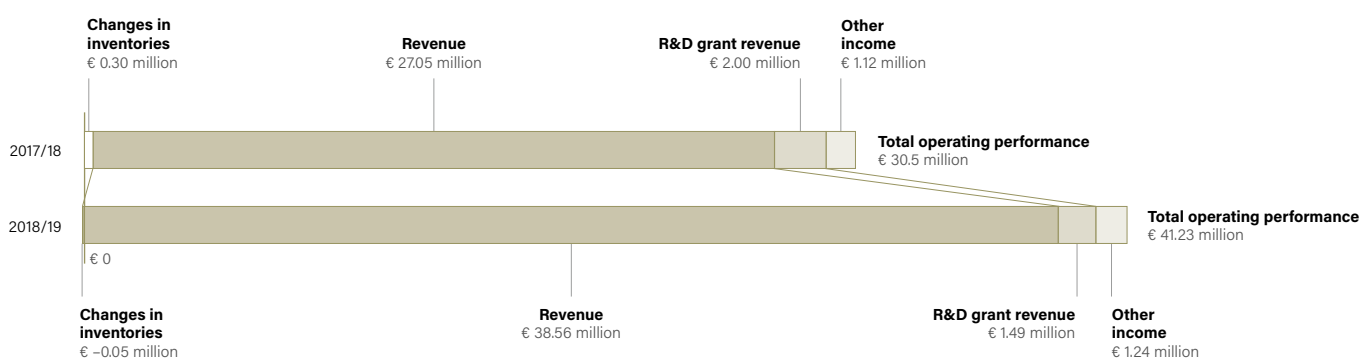 Changes in
inventories
€ 0.30 million
Revenue
€ 27.05 million
R&D grant revenue
€ 2.00 million
Other
income
€ 1.12 million
2017/18
Total operating performance
€ 30.5 million
2018/19
Total operating performance
€ 41.23 million
€ 0
Changes in
inventories
€ –0.05 million
Revenue
€ 38.56 million
R&D grant revenue
€ 1.49 million
Other
income
€ 1.24 million